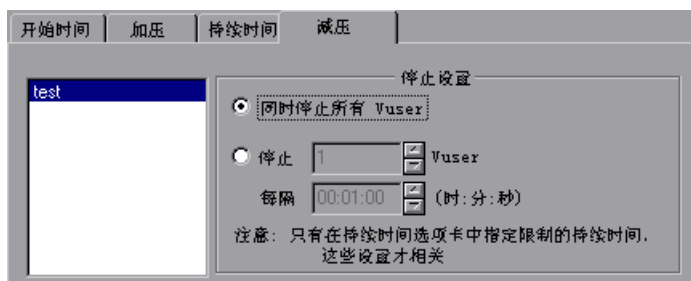 开始时间 加压 持续时间 减压
test
停止设置
同时停止所有 Vuser
停止 1 Vuser
每隔 00:01:00 (时:分:秒)
注意: 只有在持续时间选项卡中指定限制的持续时间,
这些设置才相关